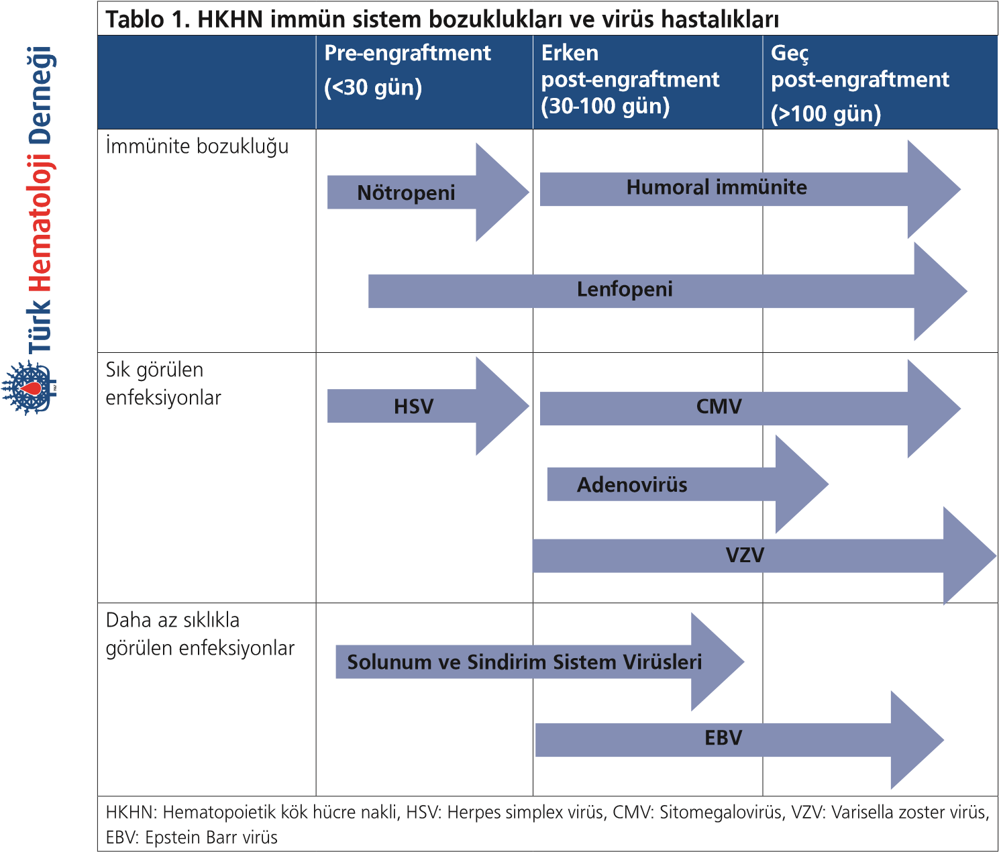 Türk Hematoloji Derneği
1967
Tablo 1. HKHN immün sistem bozuklukları ve virüs hastalıkları
Pre-engraftment
(<30 gün)
Erken
post-engraftment
(30-100 gün)
Geç
post-engraftment
(>100 gün)
İmmünite bozukluğu
Nötropeni
Humoral immünite
Lenfopeni
Sık görülen
enfeksiyonlar
HSV
CMV
Adenovirüs
VZV
Daha az sıklıkla
görülen enfeksiyonlar
Solunum ve Sindirim Sistem Virüsleri
EBV
HKHN: Hematopoietik kök hücre nakli, HSV: Herpes simplex virüs, CMV: Sitomegalovirüs, VZV: Varisella zoster virüs,
EBV: Epstein Barr virüs